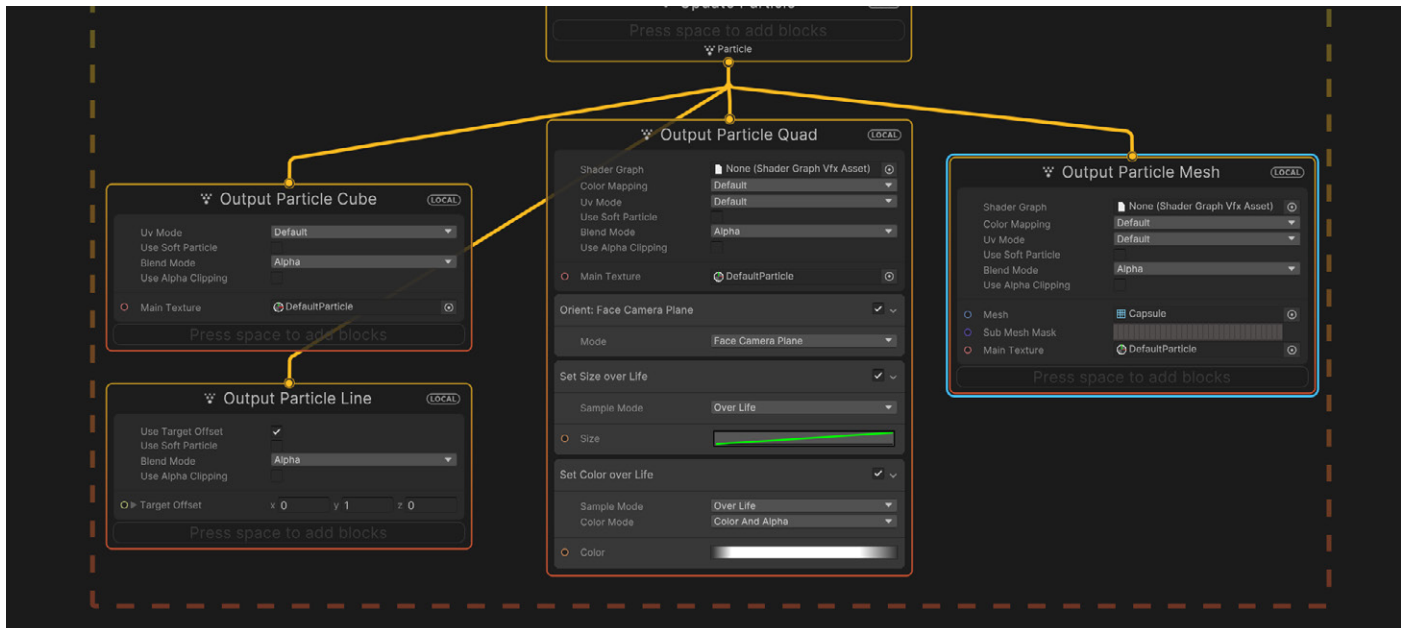 Update Particle
Press space to add blocks
Particle
Output Particle Cube LOCAL
Uv Mode Default
Use Soft Particle
Blend Mode Alpha
Use Alpha Clipping
Main Texture DefaultParticle
Press space to add blocks
Output Particle Line LOCAL
Use Target Offset
Use Soft Particle
Blend Mode Alpha
Use Alpha Clipping
Target Offset x 0 y 1 z 0
Press space to add blocks
Output Particle Quad LOCAL
Shader Graph None (Shader Graph Vfx Asset)
Color Mapping Default
Uv Mode Default
Use Soft Particle
Blend Mode Alpha
Use Alpha Clipping
Main Texture DefaultParticle
Orient: Face Camera Plane
Mode Face Camera Plane
Set Size over Life
Sample Mode Over Life
Size
Set Color over Life
Sample Mode Over Life
Color Mode Color And Alpha
Color
Output Particle Mesh LOCAL
Shader Graph None (Shader Graph Vfx Asset)
Color Mapping Default
Uv Mode Default
Use Soft Particle
Blend Mode Alpha
Use Alpha Clipping
Mesh Capsule
Sub Mesh Mask
Main Texture DefaultParticle
Press space to add blocks